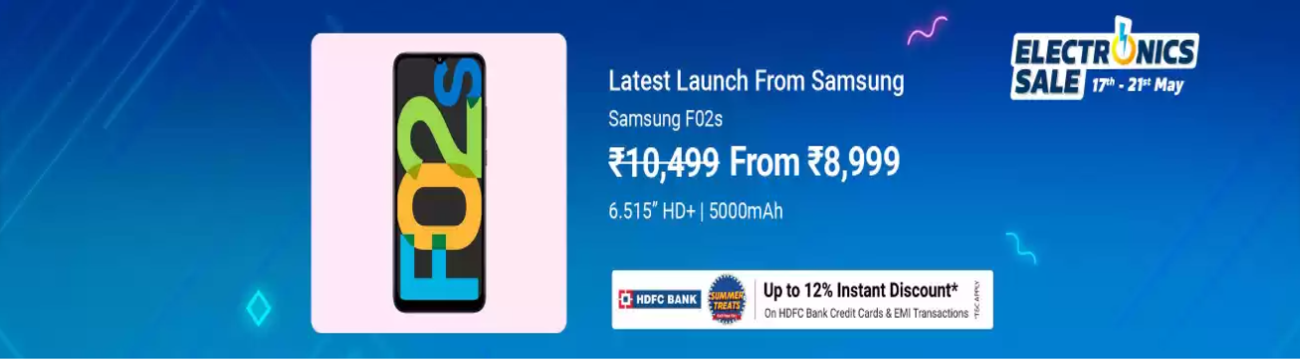 F02s
Latest Launch From Samsung
Samsung F02s
₹10,499 From ₹8,999
6.515” HD+ | 5000mAh
HDFC BANK
SUMMER
TREATS
Up to 12% Instant Discount*
On HDFC Bank Credit Cards & EMI Transactions
*T&C APPLY
ELECTRONICS
SALE 17th - 21st May